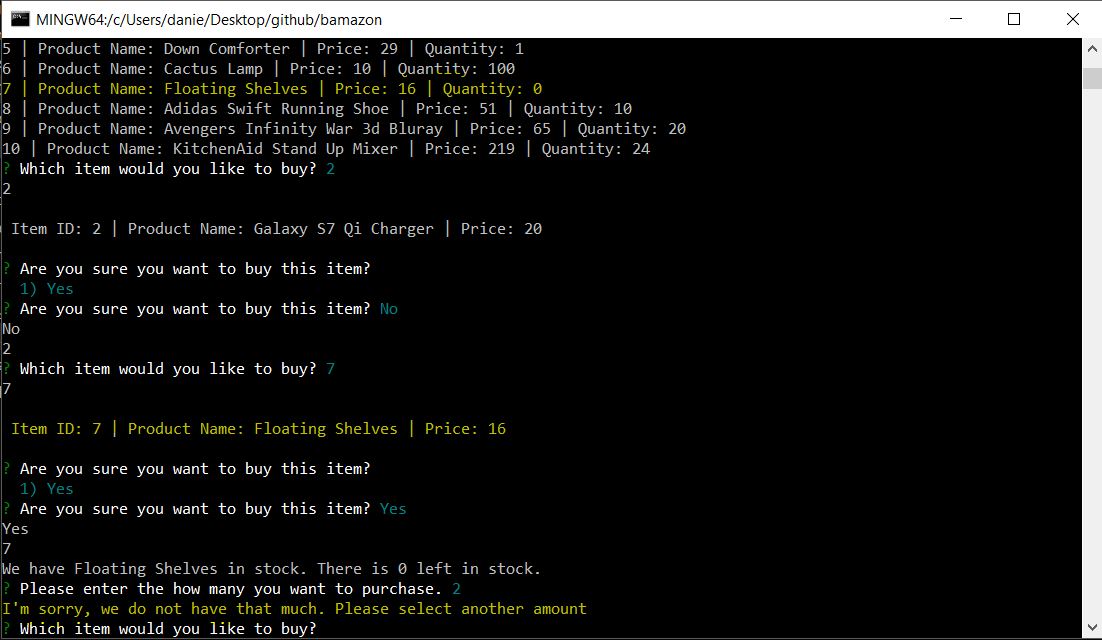 MINGW64:/c/Users/danie/Desktop/github/bamazon
5 | Product Name: Down Comforter | Price: 29 | Quantity: 1
6 | Product Name: Cactus Lamp | Price: 10 | Quantity: 100
7 | Product Name: Floating Shelves | Price: 16 | Quantity: 0
8 | Product Name: Adidas Swift Running Shoe | Price: 51 | Quantity: 10
9 | Product Name: Avengers Infinity War 3d Bluray | Price: 65 | Quantity: 20
10 | Product Name: KitchenAid Stand Up Mixer | Price: 219 | Quantity: 24
? Which item would you like to buy? 2
2
Item ID: 2 | Product Name: Galaxy S7 Qi Charger | Price: 20
? Are you sure you want to buy this item?
1) Yes
? Are you sure you want to buy this item? No
No
2
? Which item would you like to buy? 7
7
Item ID: 7 | Product Name: Floating Shelves | Price: 16
? Are you sure you want to buy this item?
1) Yes
? Are you sure you want to buy this item? Yes
Yes
7
We have Floating Shelves in stock. There is 0 left in stock.
? Please enter the how many you want to purchase. 2
I'm sorry, we do not have that much. Please select another amount
? Which item would you like to buy?